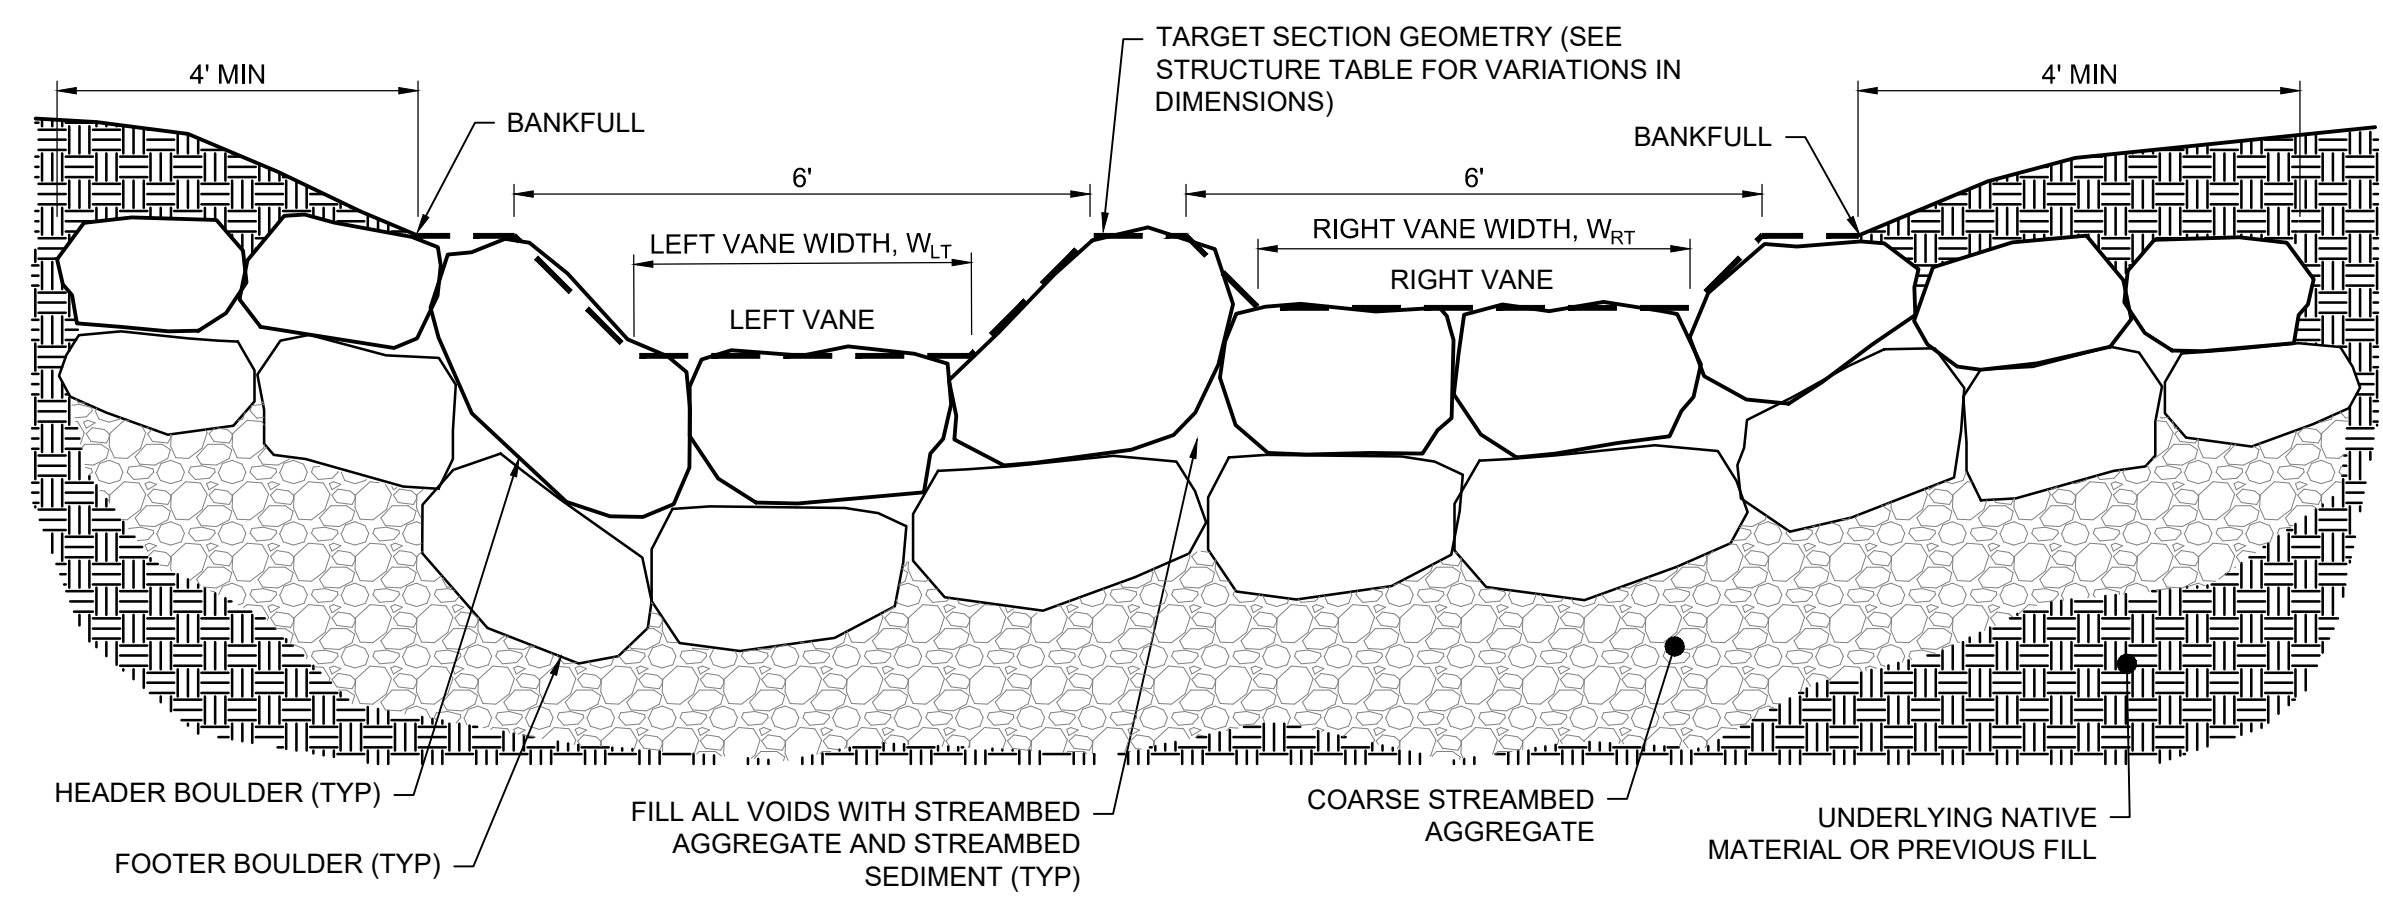 TARGET SECTION GEOMETRY (SEE
STRUCTURE TABLE FOR VARIATIONS IN
DIMENSIONS)
4' MIN
4' MIN
BANKFULL
BANKFULL
6'
6'
LEFT VANE WIDTH, WLT
RIGHT VANE WIDTH, WRT
RIGHT VANE
LEFT VANE
HEADER BOULDER (TYP)
FOOTER BOULDER (TYP)
FILL ALL VOIDS WITH STREAMBED
AGGREGATE AND STREAMBED
SEDIMENT (TYP)
COARSE STREAMBED
AGGREGATE
UNDERLYING NATIVE
MATERIAL OR PREVIOUS FILL